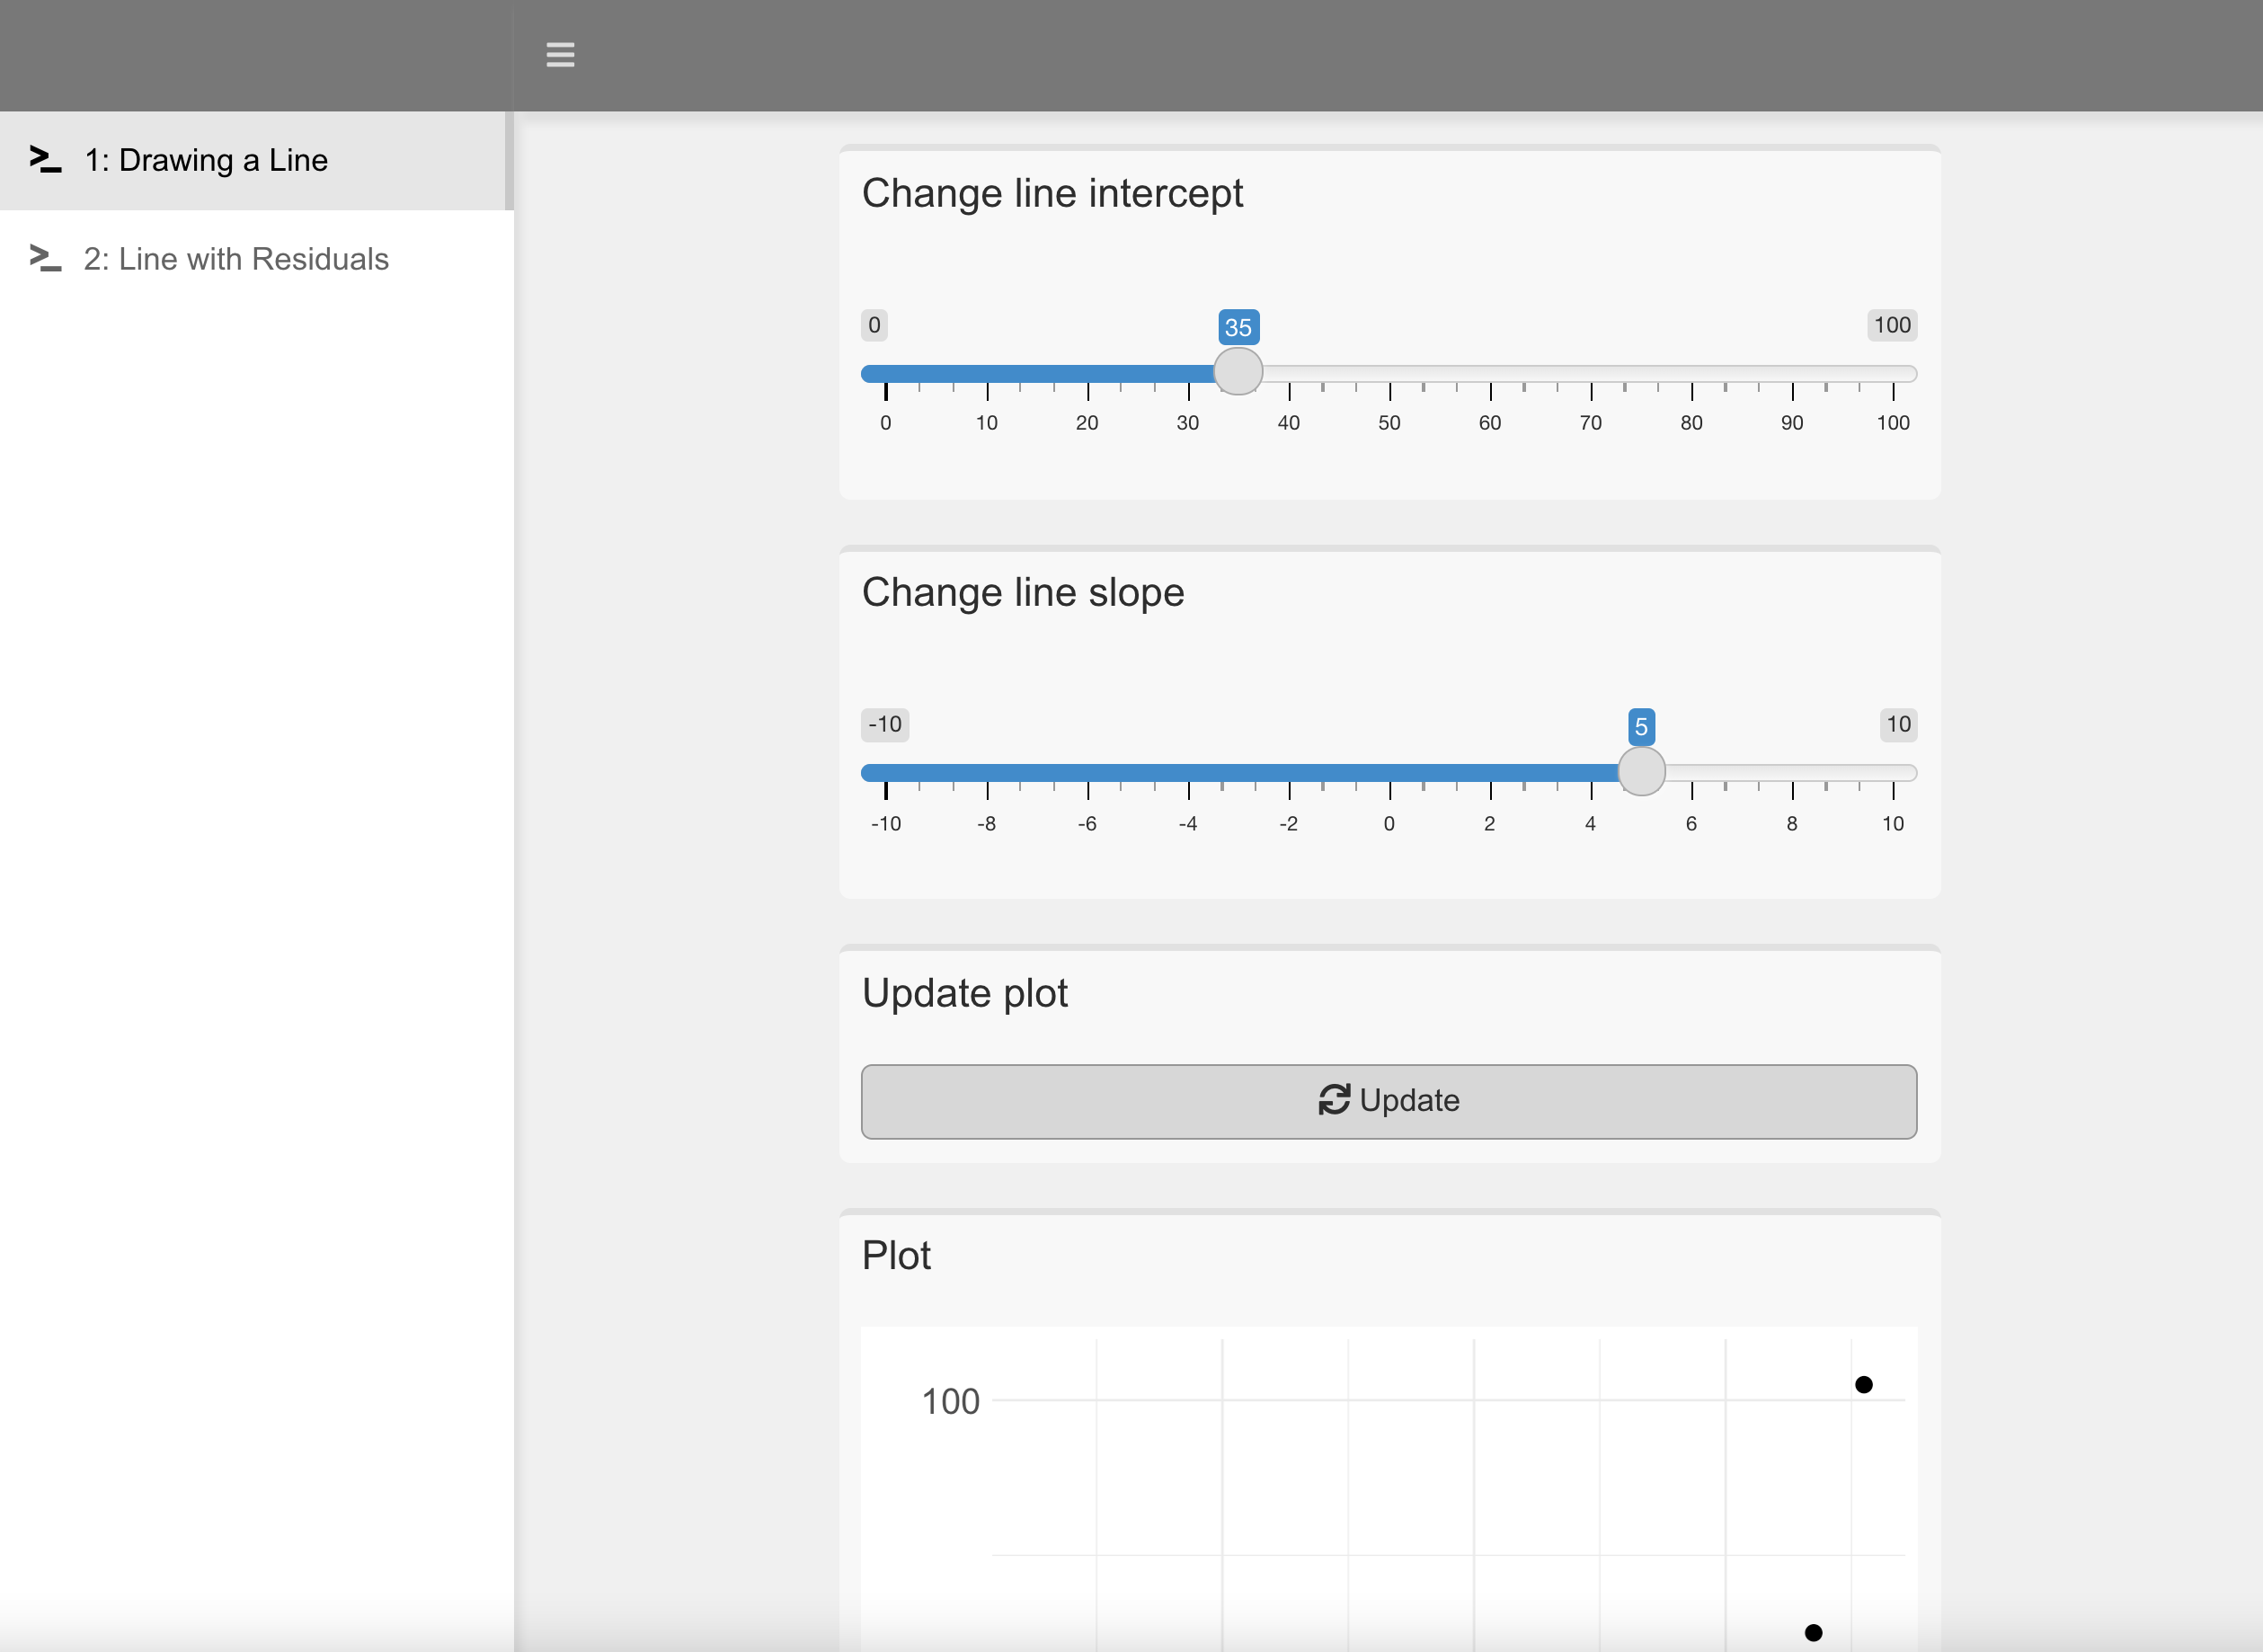 1: Drawing a Line
2: Line with Residuals
Change line intercept
0 35 100
0 10 20 30 40 50 60 70 80 90 100
Change line slope
-10 5 10
-10 -8 -6 -4 -2 0 2 4 6 8 10
Update plot
Update
Plot
100